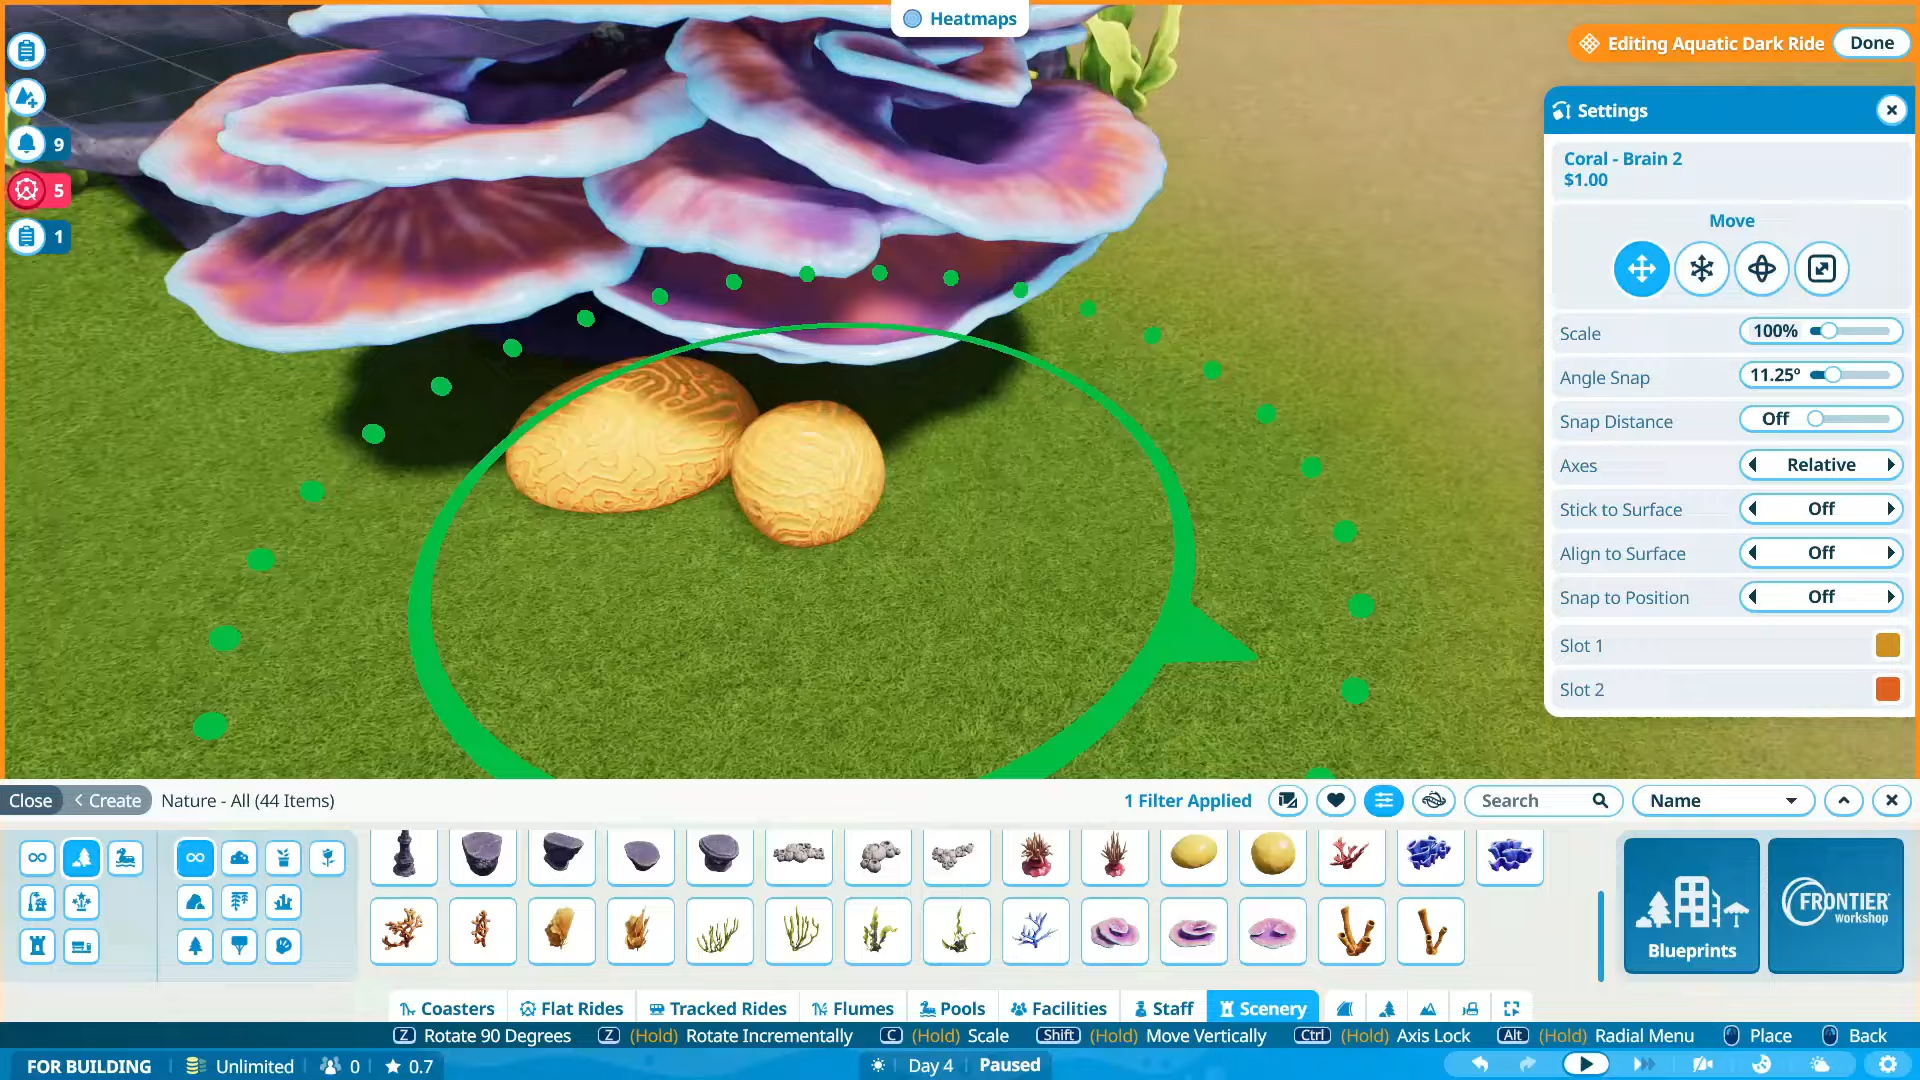 Heatmaps
Editing Aquatic Dark Ride Done
9
5
1
Settings
Coral - Brain 2
$1.00
Move
Scale 100%
Angle Snap 11.25°
Snap Distance Off
Axes Relative
Stick to Surface Off
Align to Surface Off
Snap to Position Off
Slot 1
Slot 2
Close Create Nature - All (44 Items) 1 Filter Applied Search Name
Blueprints
FRONTIER workshop
Coasters Flat Rides Tracked Rides Flumes Pools Facilities Staff Scenery
Z Rotate 90 Degrees Z (Hold) Rotate Incrementally C (Hold) Scale Shift (Hold) Move Vertically Ctrl (Hold) Axis Lock Alt (Hold) Radial Menu Place Back
FOR BUILDING Unlimited 0 0.7 Day 4 Paused